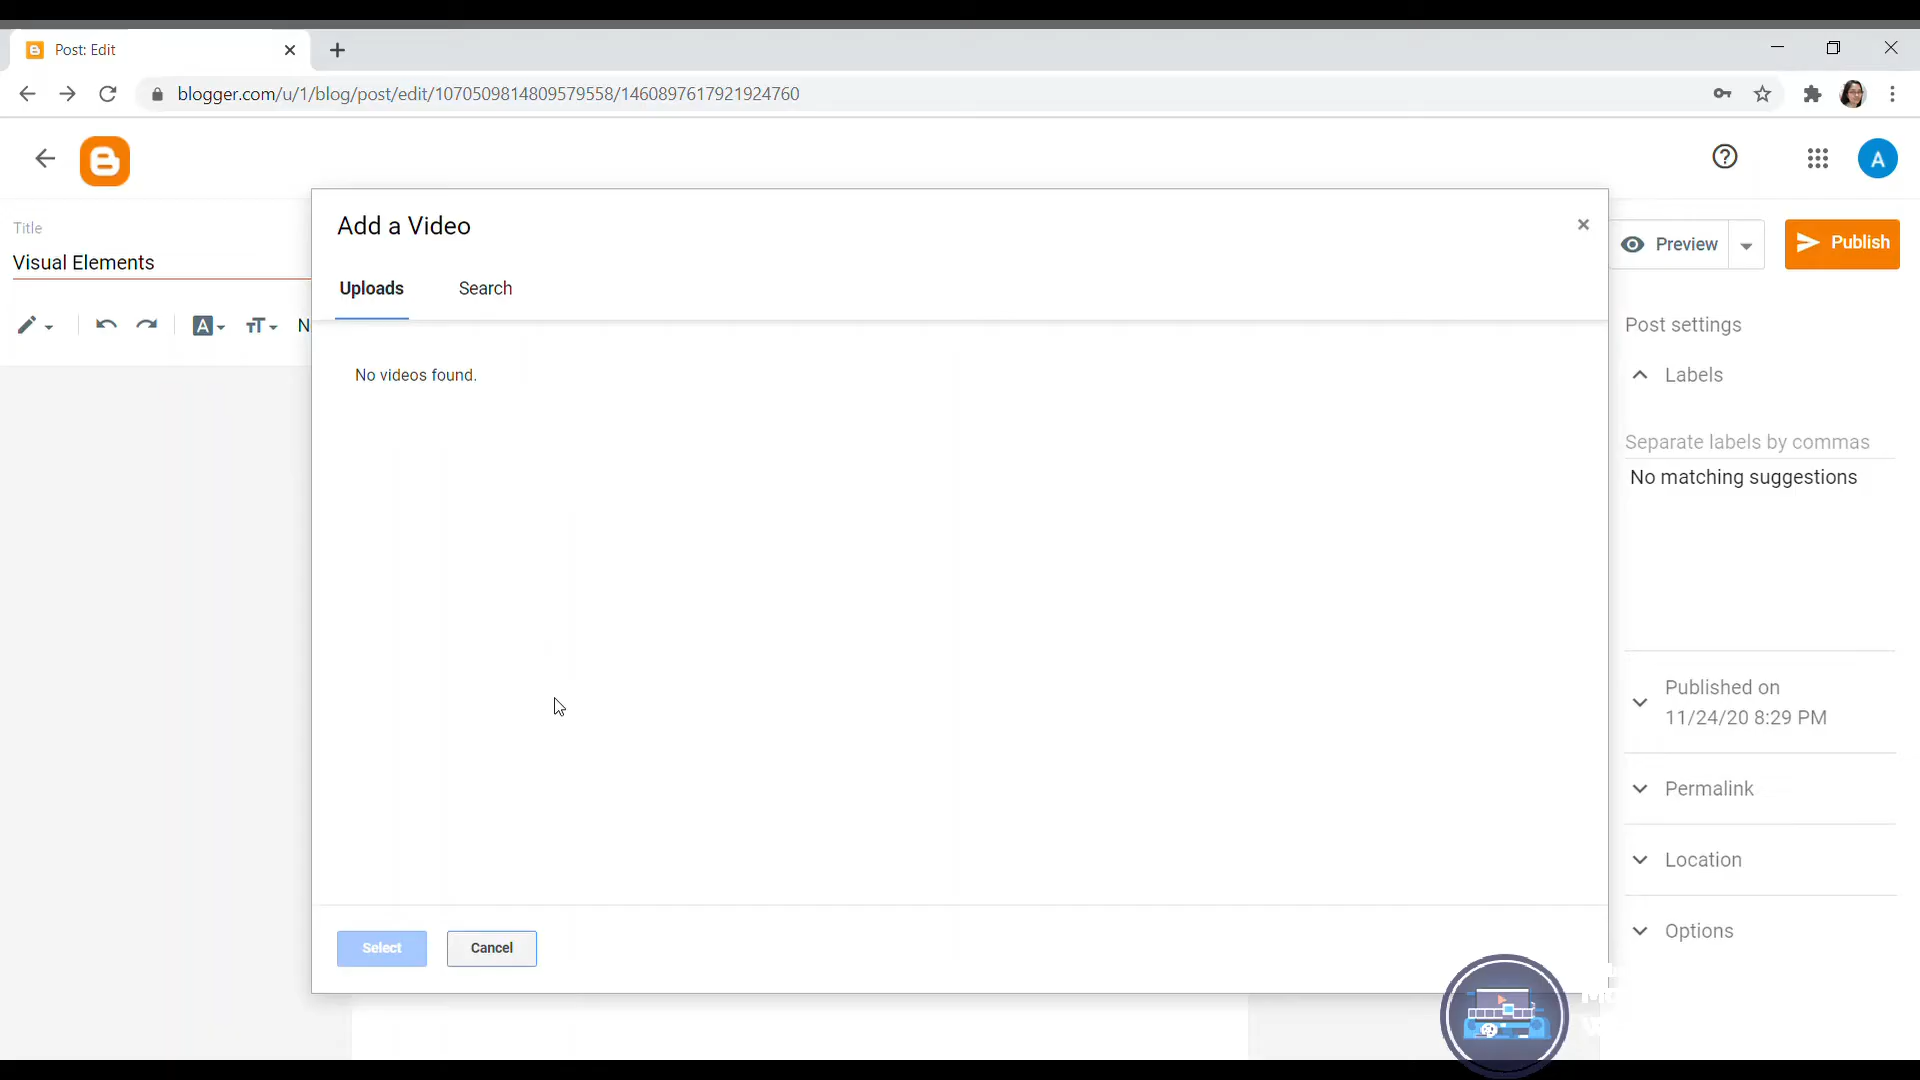 Post: Edit
blogger.com/u/1/blog/post/edit/1070509814809579558/1460897617921924760
A
Add a Video
Title
Visual Elements
Preview
Publish
Uploads Search
A
N
Post settings
No videos found.
Labels
Separate labels by commas
No matching suggestions
Published on
11/24/20 8:29 PM
Permalink
Location
Options
Select Cancel